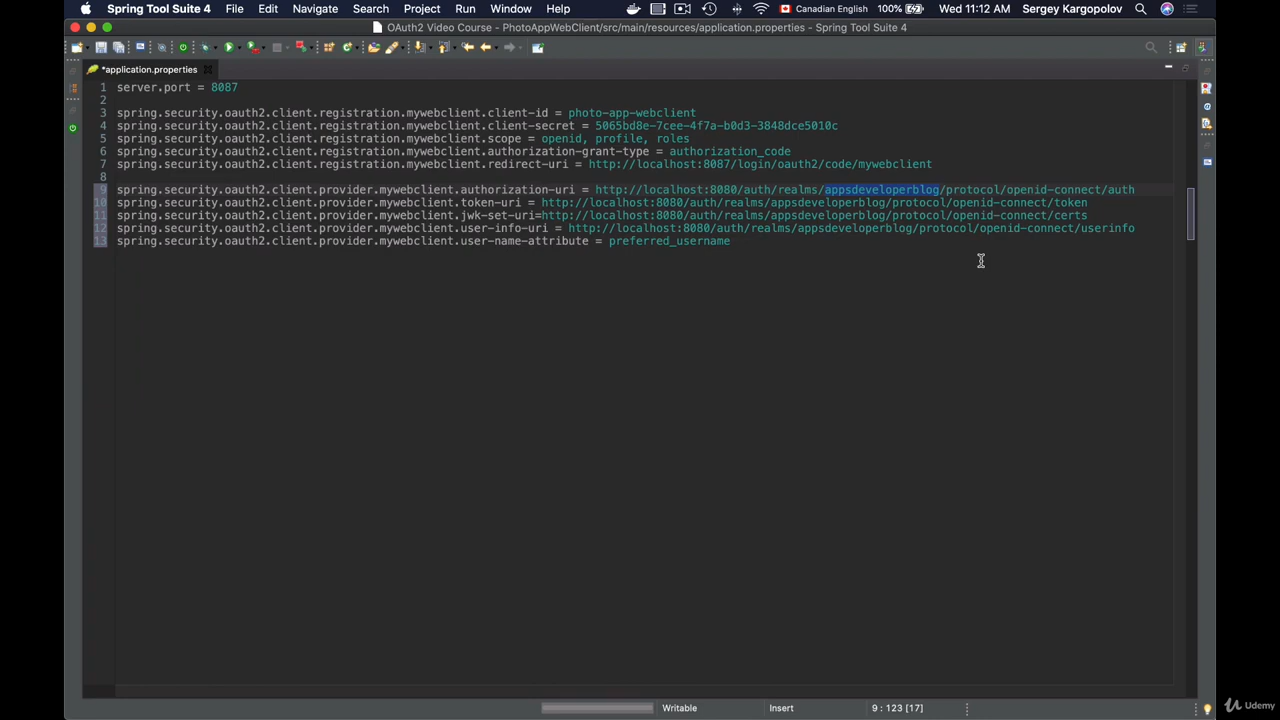 Spring Tool Suite 4 File Edit Navigate Search Project Run Window Help Canadian English 100% Wed 11:12 AM Sergey Kargopolov
OAuth2 Video Course - PhotoAppWebClient/src/main/resources/application.properties - Spring Tool Suite 4
*application.properties
1 server.port = 8087
2
3 spring.security.oauth2.client.registration.mywebclient.client-id = photo-app-webclient
4 spring.security.oauth2.client.registration.mywebclient.client-secret = 5065bd8e-7cee-4f7a-b0d3-3848dce5010c
5 spring.security.oauth2.client.registration.mywebclient.scope = openid, profile, roles
6 spring.security.oauth2.client.registration.mywebclient.authorization-grant-type = authorization_code
7 spring.security.oauth2.client.registration.mywebclient.redirect-uri = http://localhost:8087/login/oauth2/code/mywebclient
8
9 spring.security.oauth2.client.provider.mywebclient.authorization-uri = http://localhost:8080/auth/realms/appsdeveloperblog/protocol/openid-connect/auth
10 spring.security.oauth2.client.provider.mywebclient.token-uri = http://localhost:8080/auth/realms/appsdeveloperblog/protocol/openid-connect/token
11 spring.security.oauth2.client.provider.mywebclient.jwk-set-uri=http://localhost:8080/auth/realms/appsdeveloperblog/protocol/openid-connect/certs
12 spring.security.oauth2.client.provider.mywebclient.user-info-uri = http://localhost:8080/auth/realms/appsdeveloperblog/protocol/openid-connect/userinfo
13 spring.security.oauth2.client.provider.mywebclient.user-name-attribute = preferred_username
Writable Insert 9 : 123 [17]
Udemy